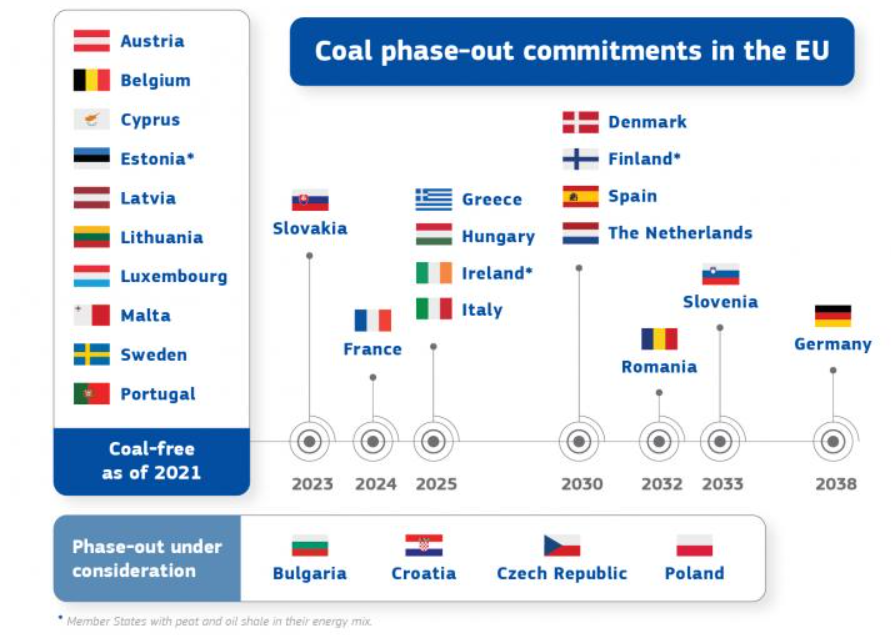 Coal phase-out commitments in the EU
Austria
Belgium
Cyprus
Estonia*
Latvia
Lithuania
Luxembourg
Malta
Sweden
Portugal
Coal-free
as of 2021
Slovakia
France
Greece
Hungary
Ireland*
Italy
Denmark
Finland*
Spain
The Netherlands
Romania
Slovenia
Germany
2023 2024 2025 2030 2032 2033 2038
Phase-out under
consideration
Bulgaria Croatia Czech Republic Poland
* Member States with peat and oil shale in their energy mix.